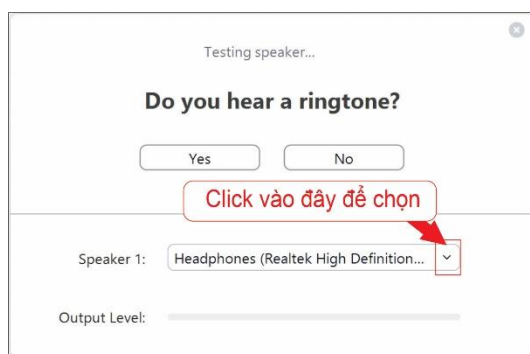 Testing speaker...
Do you hear a ringtone?
Yes No
Click vào đây để chọn
Speaker 1: Headphones (Realtek High Definition...
Output Level: